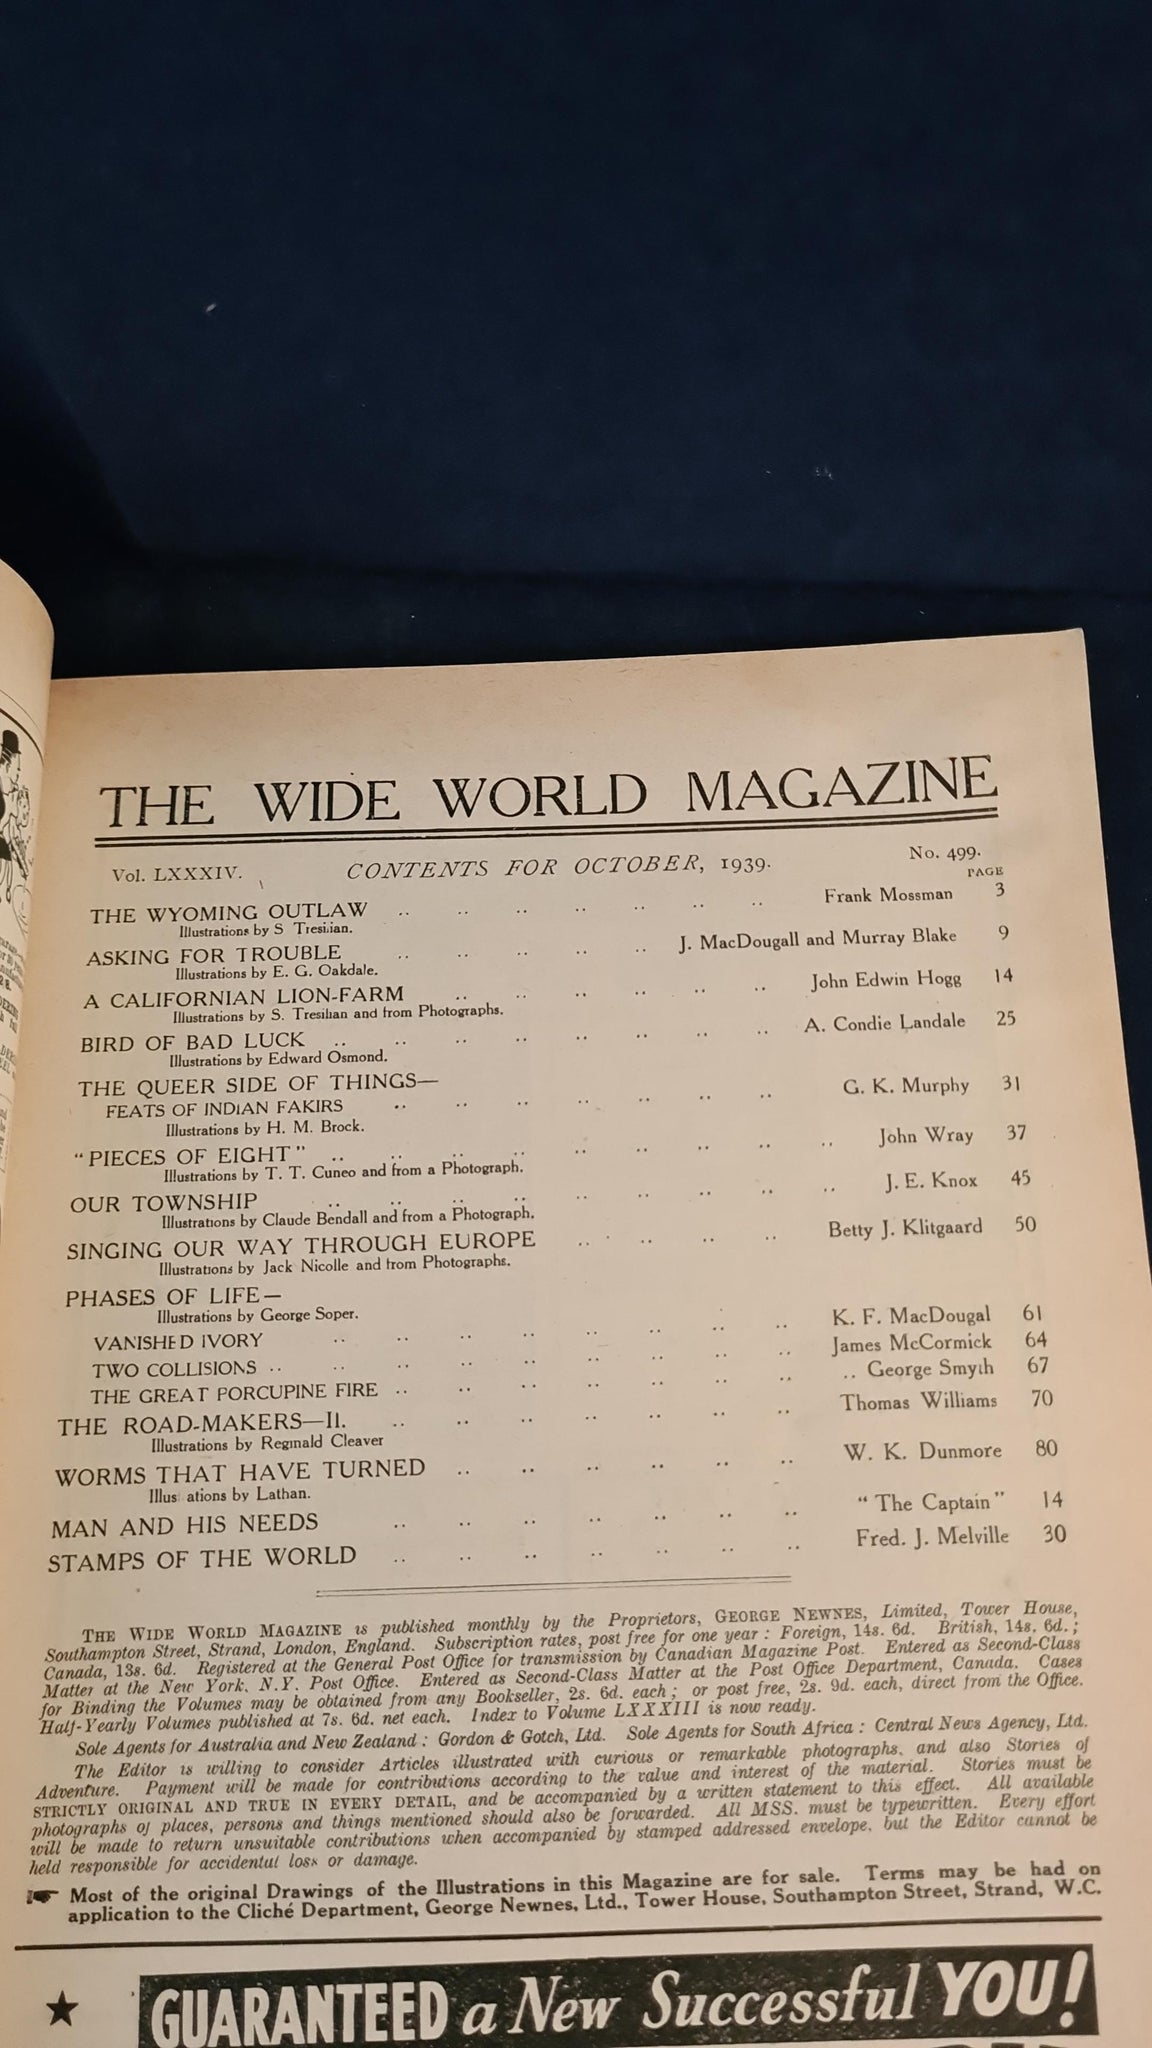 THE WIDE WORLD MAGAZINE
Vol. LXXXIV. CONTENTS FOR OCTOBER, 1939. No. 499.
PAGE
THE WYOMING OUTLAW .. .. .. .. .. .. .. Frank Mossman 3
Illustrations by S Tresilian.
ASKING FOR TROUBLE .. .. .. .. .. J. MacDougall and Murray Blake 9
Illustrations by E. G. Oakdale.
A CALIFORNIAN LION-FARM .. .. .. .. .. .. John Edwin Hogg 14
Illustrations by S. Tresilian and from Photographs.
BIRD OF BAD LUCK .. .. .. .. .. .. .. .. A. Condie Landale 25
Illustrations by Edward Osmond.
THE QUEER SIDE OF THINGS—
FEATS OF INDIAN FAKIRS .. .. .. .. .. .. .. G. K. Murphy 31
Illustrations by H. M. Brock.
"PIECES OF EIGHT" .. .. .. .. .. .. .. .. .. John Wray 37
Illustrations by T. T. Cuneo and from a Photograph.
OUR TOWNSHIP .. .. .. .. .. .. .. .. .. J. E. Knox 45
Illustrations by Claude Bendall and from a Photograph.
SINGING OUR WAY THROUGH EUROPE .. .. .. .. Betty J. Klitgaard 50
Illustrations by Jack Nicolle and from Photographs.
PHASES OF LIFE—
Illustrations by George Soper.
VANISHED IVORY .. .. .. .. .. .. .. .. K. F. MacDougal 61
TWO COLLISIONS .. .. .. .. .. .. .. .. .. James McCormick 64
THE GREAT PORCUPINE FIRE .. .. .. .. .. .. .. .. George Smyth 67
THE ROAD-MAKERS—II. .. .. .. .. .. .. .. Thomas Williams 70
Illustrations by Reginald Cleaver
WORMS THAT HAVE TURNED .. .. .. .. .. .. W. K. Dunmore 80
Illus ations by Lathan.
MAN AND HIS NEEDS .. .. .. .. .. .. .. "The Captain" 14
STAMPS OF THE WORLD .. .. .. .. .. .. .. Fred. J. Melville 30
THE WIDE WORLD MAGAZINE is published monthly by the Proprietors, GEORGE NEWNES, Limited, Tower House,
Southampton Street, Strand, London, England. Subscription rates, post free for one year : Foreign, 14s. 6d. British, 14s. 6d. ;
Canada, 13s. 6d. Registered at the General Post Office for transmission by Canadian Magazine Post. Entered as Second-Class
Matter at the New York, N.Y. Post Office. Entered as Second-Class Matter at the Post Office Department, Canada. Cases
for Binding the Volumes may be obtained from any Bookseller, 2s. 6d. each ; or post free, 2s. 9d. each, direct from the Office.
Half-Yearly Volumes published at 7s. 6d. net each. Index to Volume LXXXIII is now ready.
Sole Agents for Australia and New Zealand : Gordon & Gotch, Ltd. Sole Agents for South Africa : Central News Agency, Ltd.
The Editor is willing to consider Articles illustrated with curious or remarkable photographs, and also Stories of
Adventure. Payment will be made for contributions according to the value and interest of the material. Stories must be
STRICTLY ORIGINAL AND TRUE IN EVERY DETAIL, and be accompanied by a written statement to this effect. All available
photographs of places, persons and things mentioned should also be forwarded. All MSS. must be typewritten. Every effort
will be made to return unsuitable contributions when accompanied by stamped addressed envelope, but the Editor cannot be
held responsible for accidental loss or damage.
Most of the original Drawings of the Illustrations in this Magazine are for sale. Terms may be had on
application to the Cliché Department, George Newnes, Ltd., Tower House, Southampton Street, Strand, W.C.
GUARANTEED a New Successful YOU!